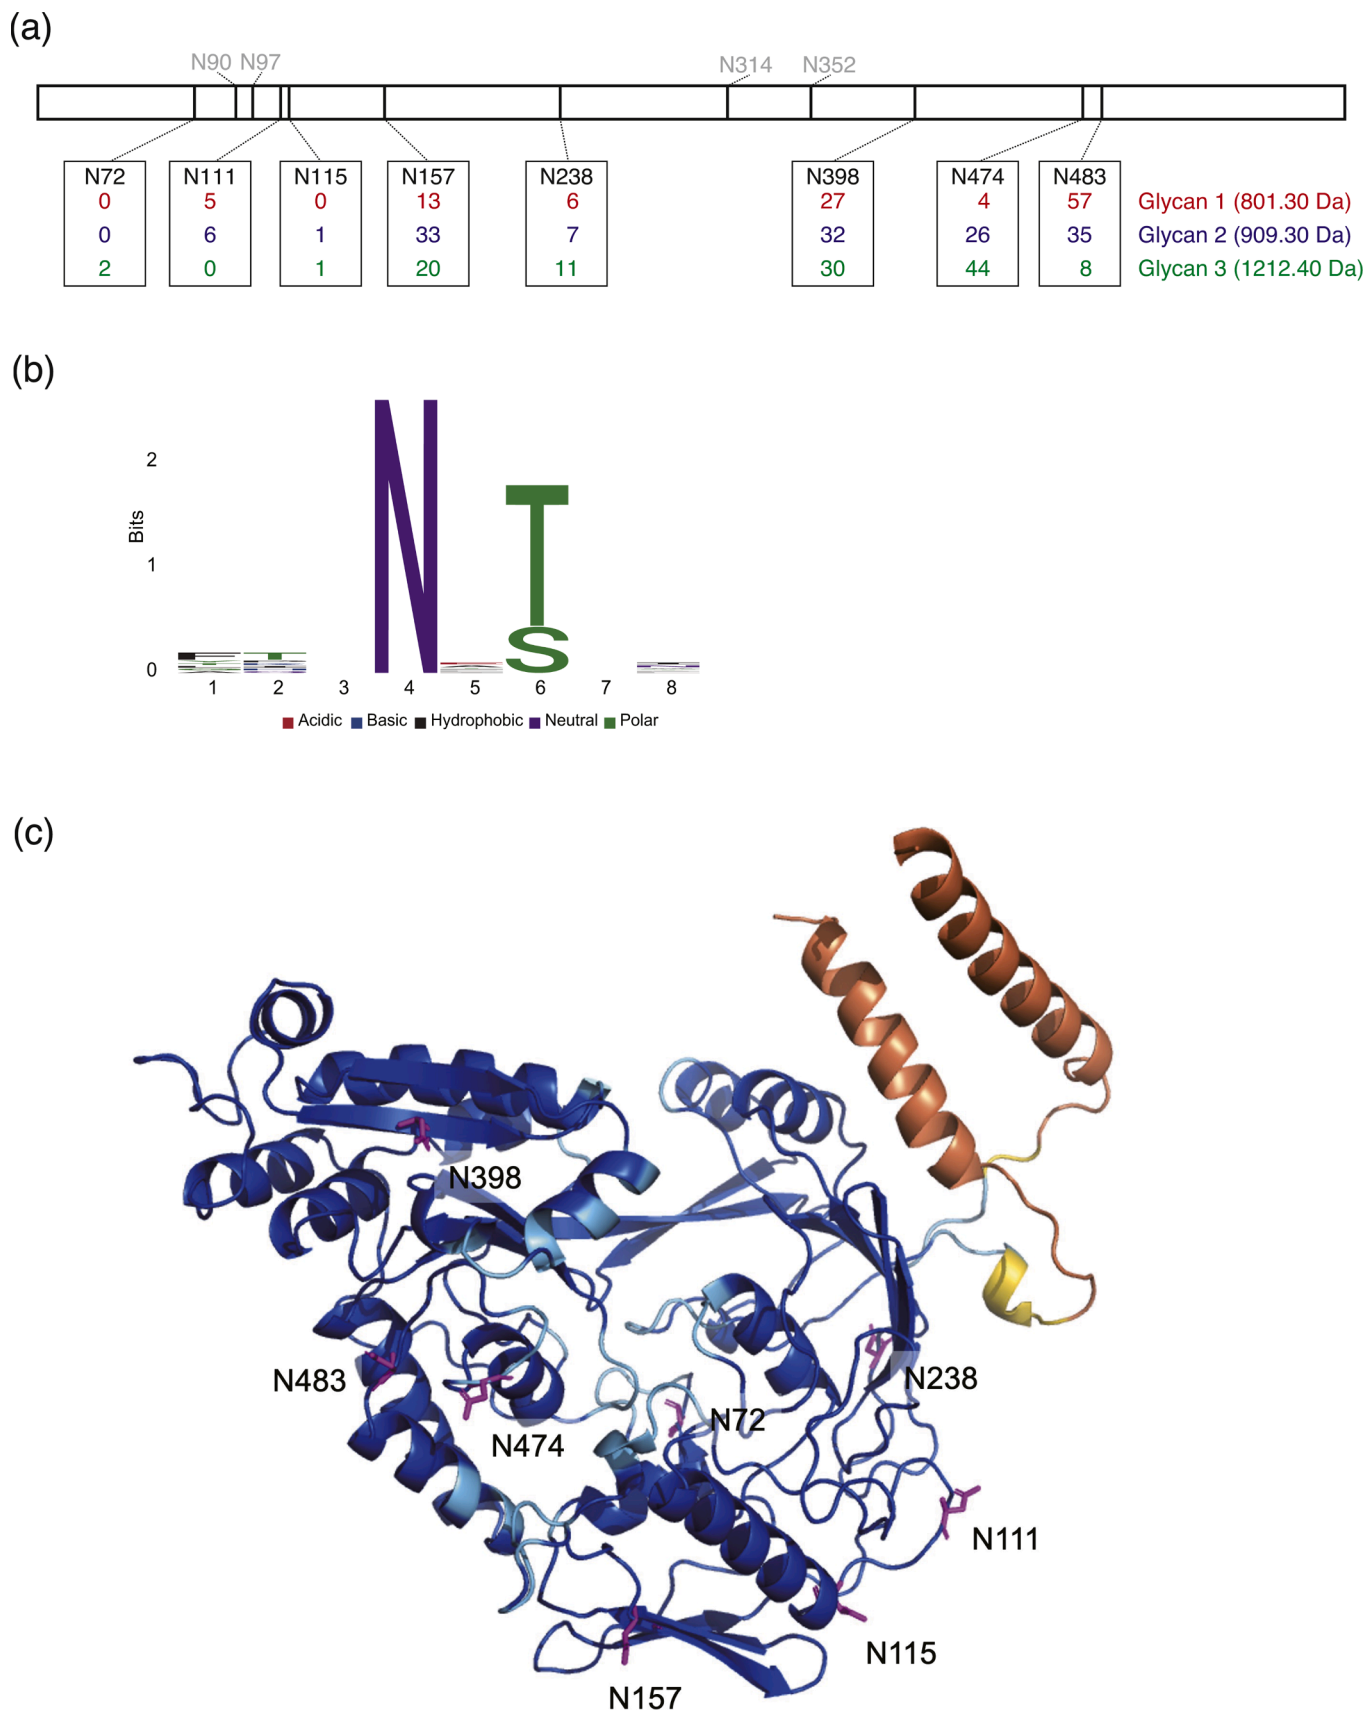 (a)
N90 N97 N314 N352
N72 N111 N115 N157 N238 N398 N474 N483
0 5 0 13 6 27 4 57 Glycan 1 (801.30 Da)
0 6 1 33 7 32 26 35 Glycan 2 (909.30 Da)
2 0 1 20 11 30 44 8 Glycan 3 (1212.40 Da)
(b)
2
Bits
1
0
N
T
S
1 2 3 4 5 6 7 8
Acidic Basic Hydrophobic Neutral Polar
(c)
N398
N483
N238
N72
N474
N111
N115
N157